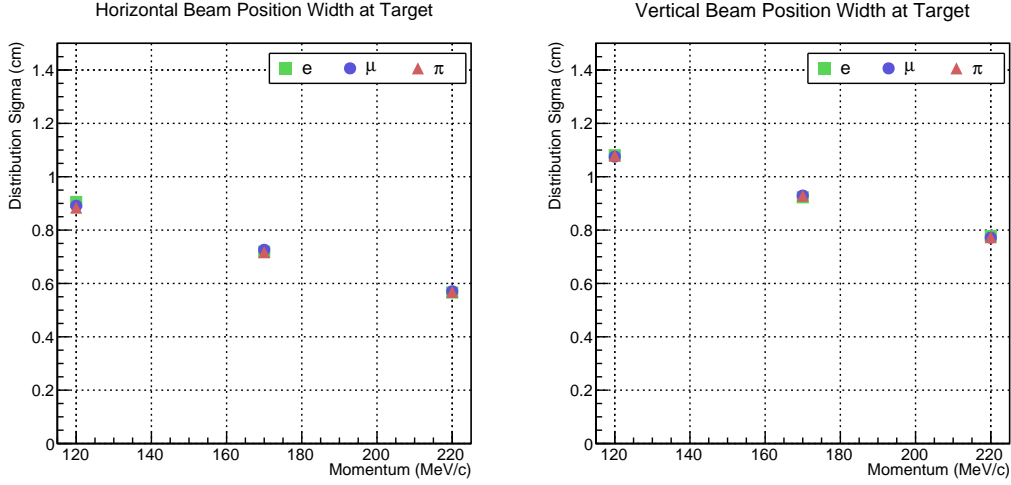 Horizontal Beam Position Width at Target
Distribution Sigma (cm)
1.4
1.2
1
0.8
0.6
0.4
0.2
0
e μ π
120 140 160 180 200 220
Momentum (MeV/c)
Vertical Beam Position Width at Target
Distribution Sigma (cm)
1.4
1.2
1
0.8
0.6
0.4
0.2
0
e μ π
120 140 160 180 200 220
Momentum (MeV/c)